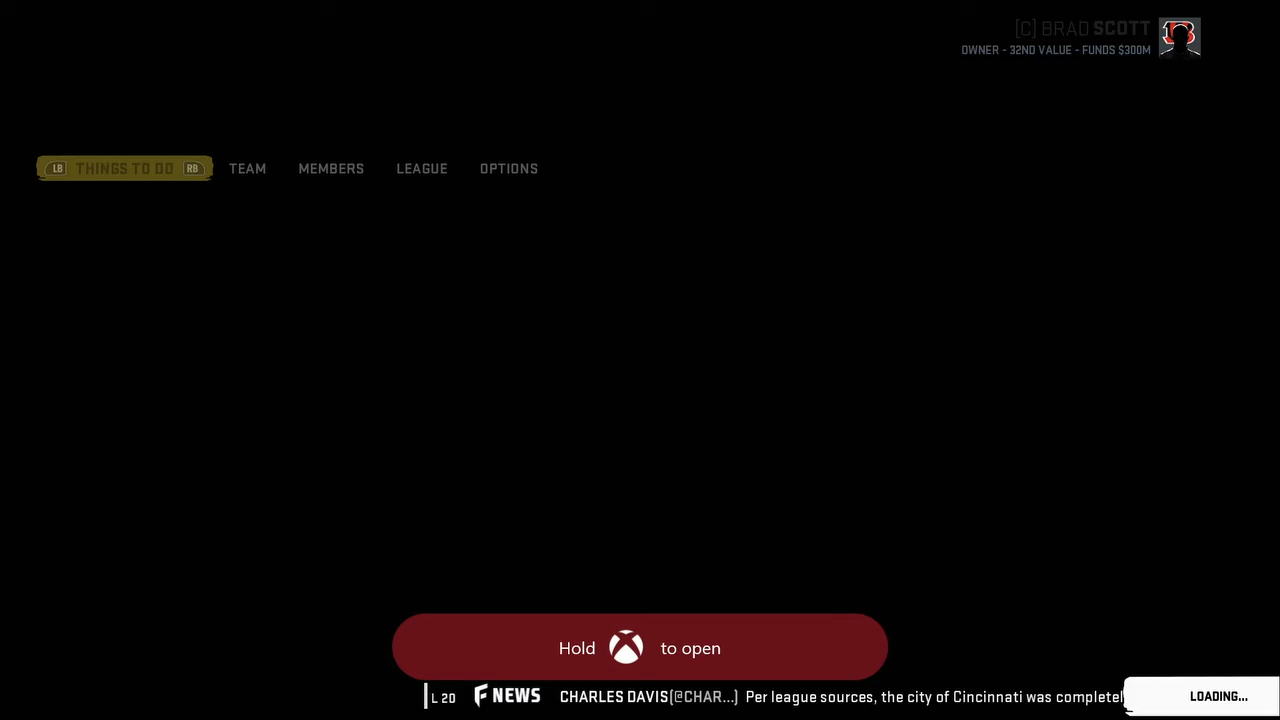 [C] BRAD SCOTT
OWNER - 32ND VALUE - FUNDS $300M
LB THINGS TO DO RB TEAM MEMBERS LEAGUE OPTIONS
Hold to open
L 20 F NEWS CHARLES DAVIS(@CHAR...) Per league sources, the city of Cincinnati was complete
LOADING...